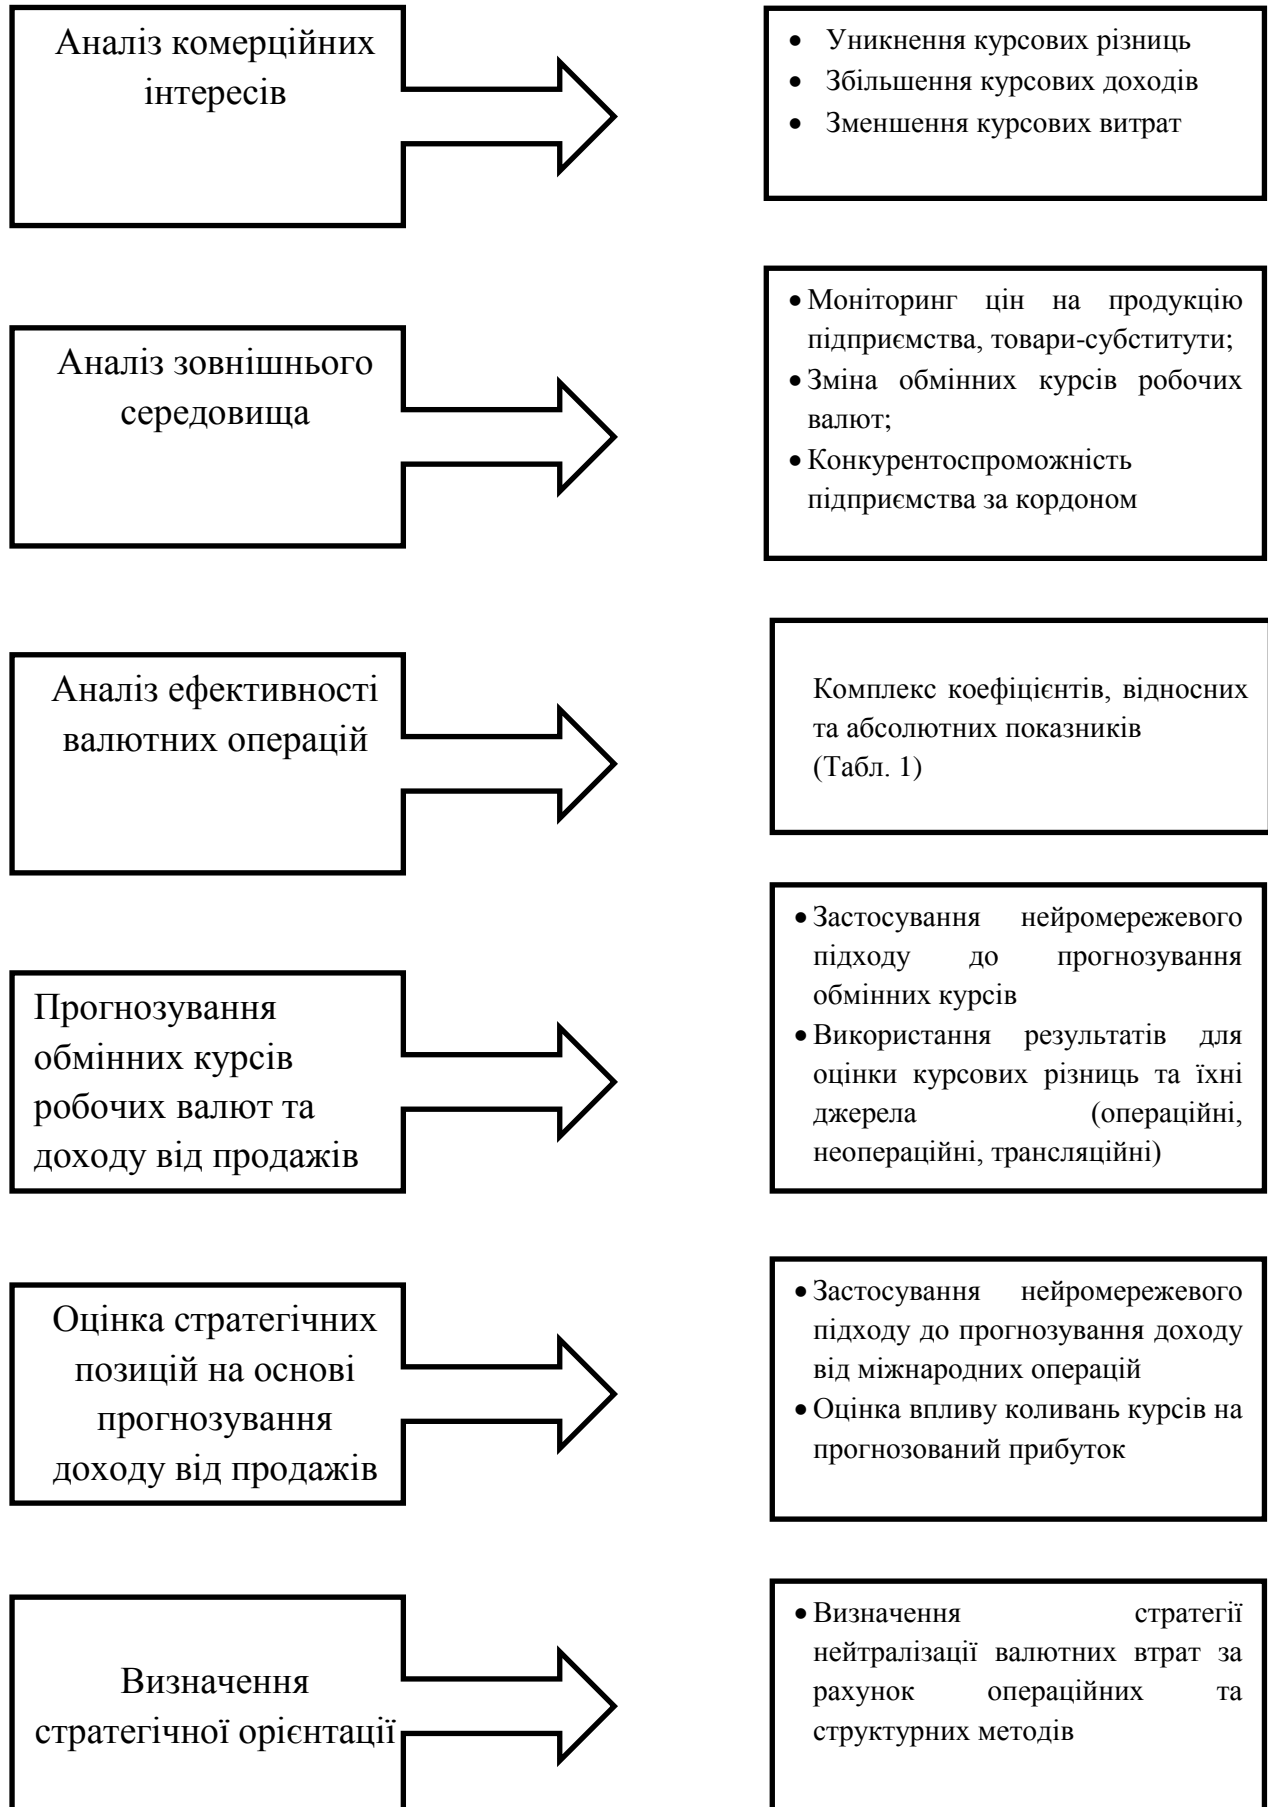 Аналіз комерційних
інтересів
• Уникнення курсових різниць
• Збільшення курсових доходів
• Зменшення курсових витрат
Аналіз зовнішнього
середовища
• Моніторинг цін на продукцію
підприємства, товари-субститути;
• Зміна обмінних курсів робочих
валют;
• Конкурентоспроможність
підприємства за кордоном
Аналіз ефективності
валютних операцій
Комплекс коефіцієнтів, відносних
та абсолютних показників
(Табл. 1)
Прогнозування
обмінних курсів
робочих валют та
доходу від продажів
• Застосування нейромережевого
підходу до прогнозування
обмінних курсів
• Використання результатів для
оцінки курсових різниць та їхні
джерела (операційні,
неопераційні, трансляційні)
Оцінка стратегічних
позицій на основі
прогнозування
доходу від продажів
• Застосування нейромережевого
підходу до прогнозування доходу
від міжнародних операцій
• Оцінка впливу коливань курсів на
прогнозований прибуток
Визначення
стратегічної орієнтації
• Визначення стратегії
нейтралізації валютних втрат за
рахунок операційних та
структурних методів